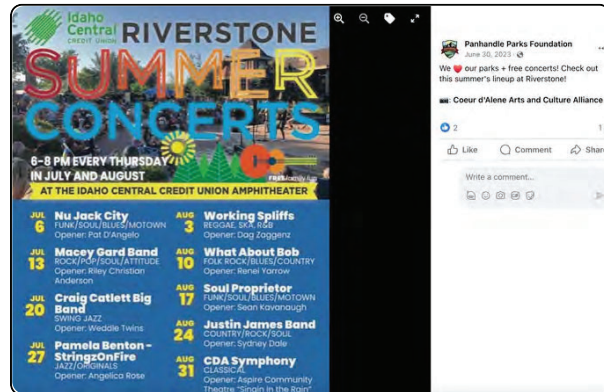 Idaho
Central
CREDIT UNION
RIVERSTONE
SUMMER
CONCERTS
6-8 PM EVERY THURSDAY
IN JULY AND AUGUST
FREE family fun
AT THE IDAHO CENTRAL CREDIT UNION AMPHITHEATER
JUL
6
Nu Jack City
FUNK/SOUL/BLUES/MOTOWN
Opener: Pat D'Angelo
JUL
13
Macey Gard Band
ROCK/POP/SOUL/ATTITUDE
Opener: Riley Christian
Anderson
JUL
20
Craig Catlett Big
Band
SWING JAZZ
Opener: Weddle Twins
JUL
27
Pamela Benton -
StringzOnFire
JAZZ/ORIGINALS
Opener: Angelica Rose
AUG
3
Working Spliffs
REGGAE, SKA, R&B
Opener: Dog Zaggenz
AUG
10
What About Bob
FOLK ROCK/BLUES/COUNTRY
Opener: Renei Yarrow
AUG
17
Soul Proprietor
FUNK/SOUL/BLUES/MOTOWN
Opener: Sean Kavanaugh
AUG
24
Justin James Band
COUNTRY/ROCK/SOUL
Opener: Sydney Dale
AUG
31
CDA Symphony
CLASSICAL
Opener: Aspire Community
Theatre "Singin in the Rain"
Panhandle Parks Foundation
June 30, 2023
We ❤️ our parks + free concerts! Check out
this summer's lineup at Riverstone!
📷: Coeur d'Alene Arts and Culture Alliance
2
1
Like
Comment
Share
Write a comment...